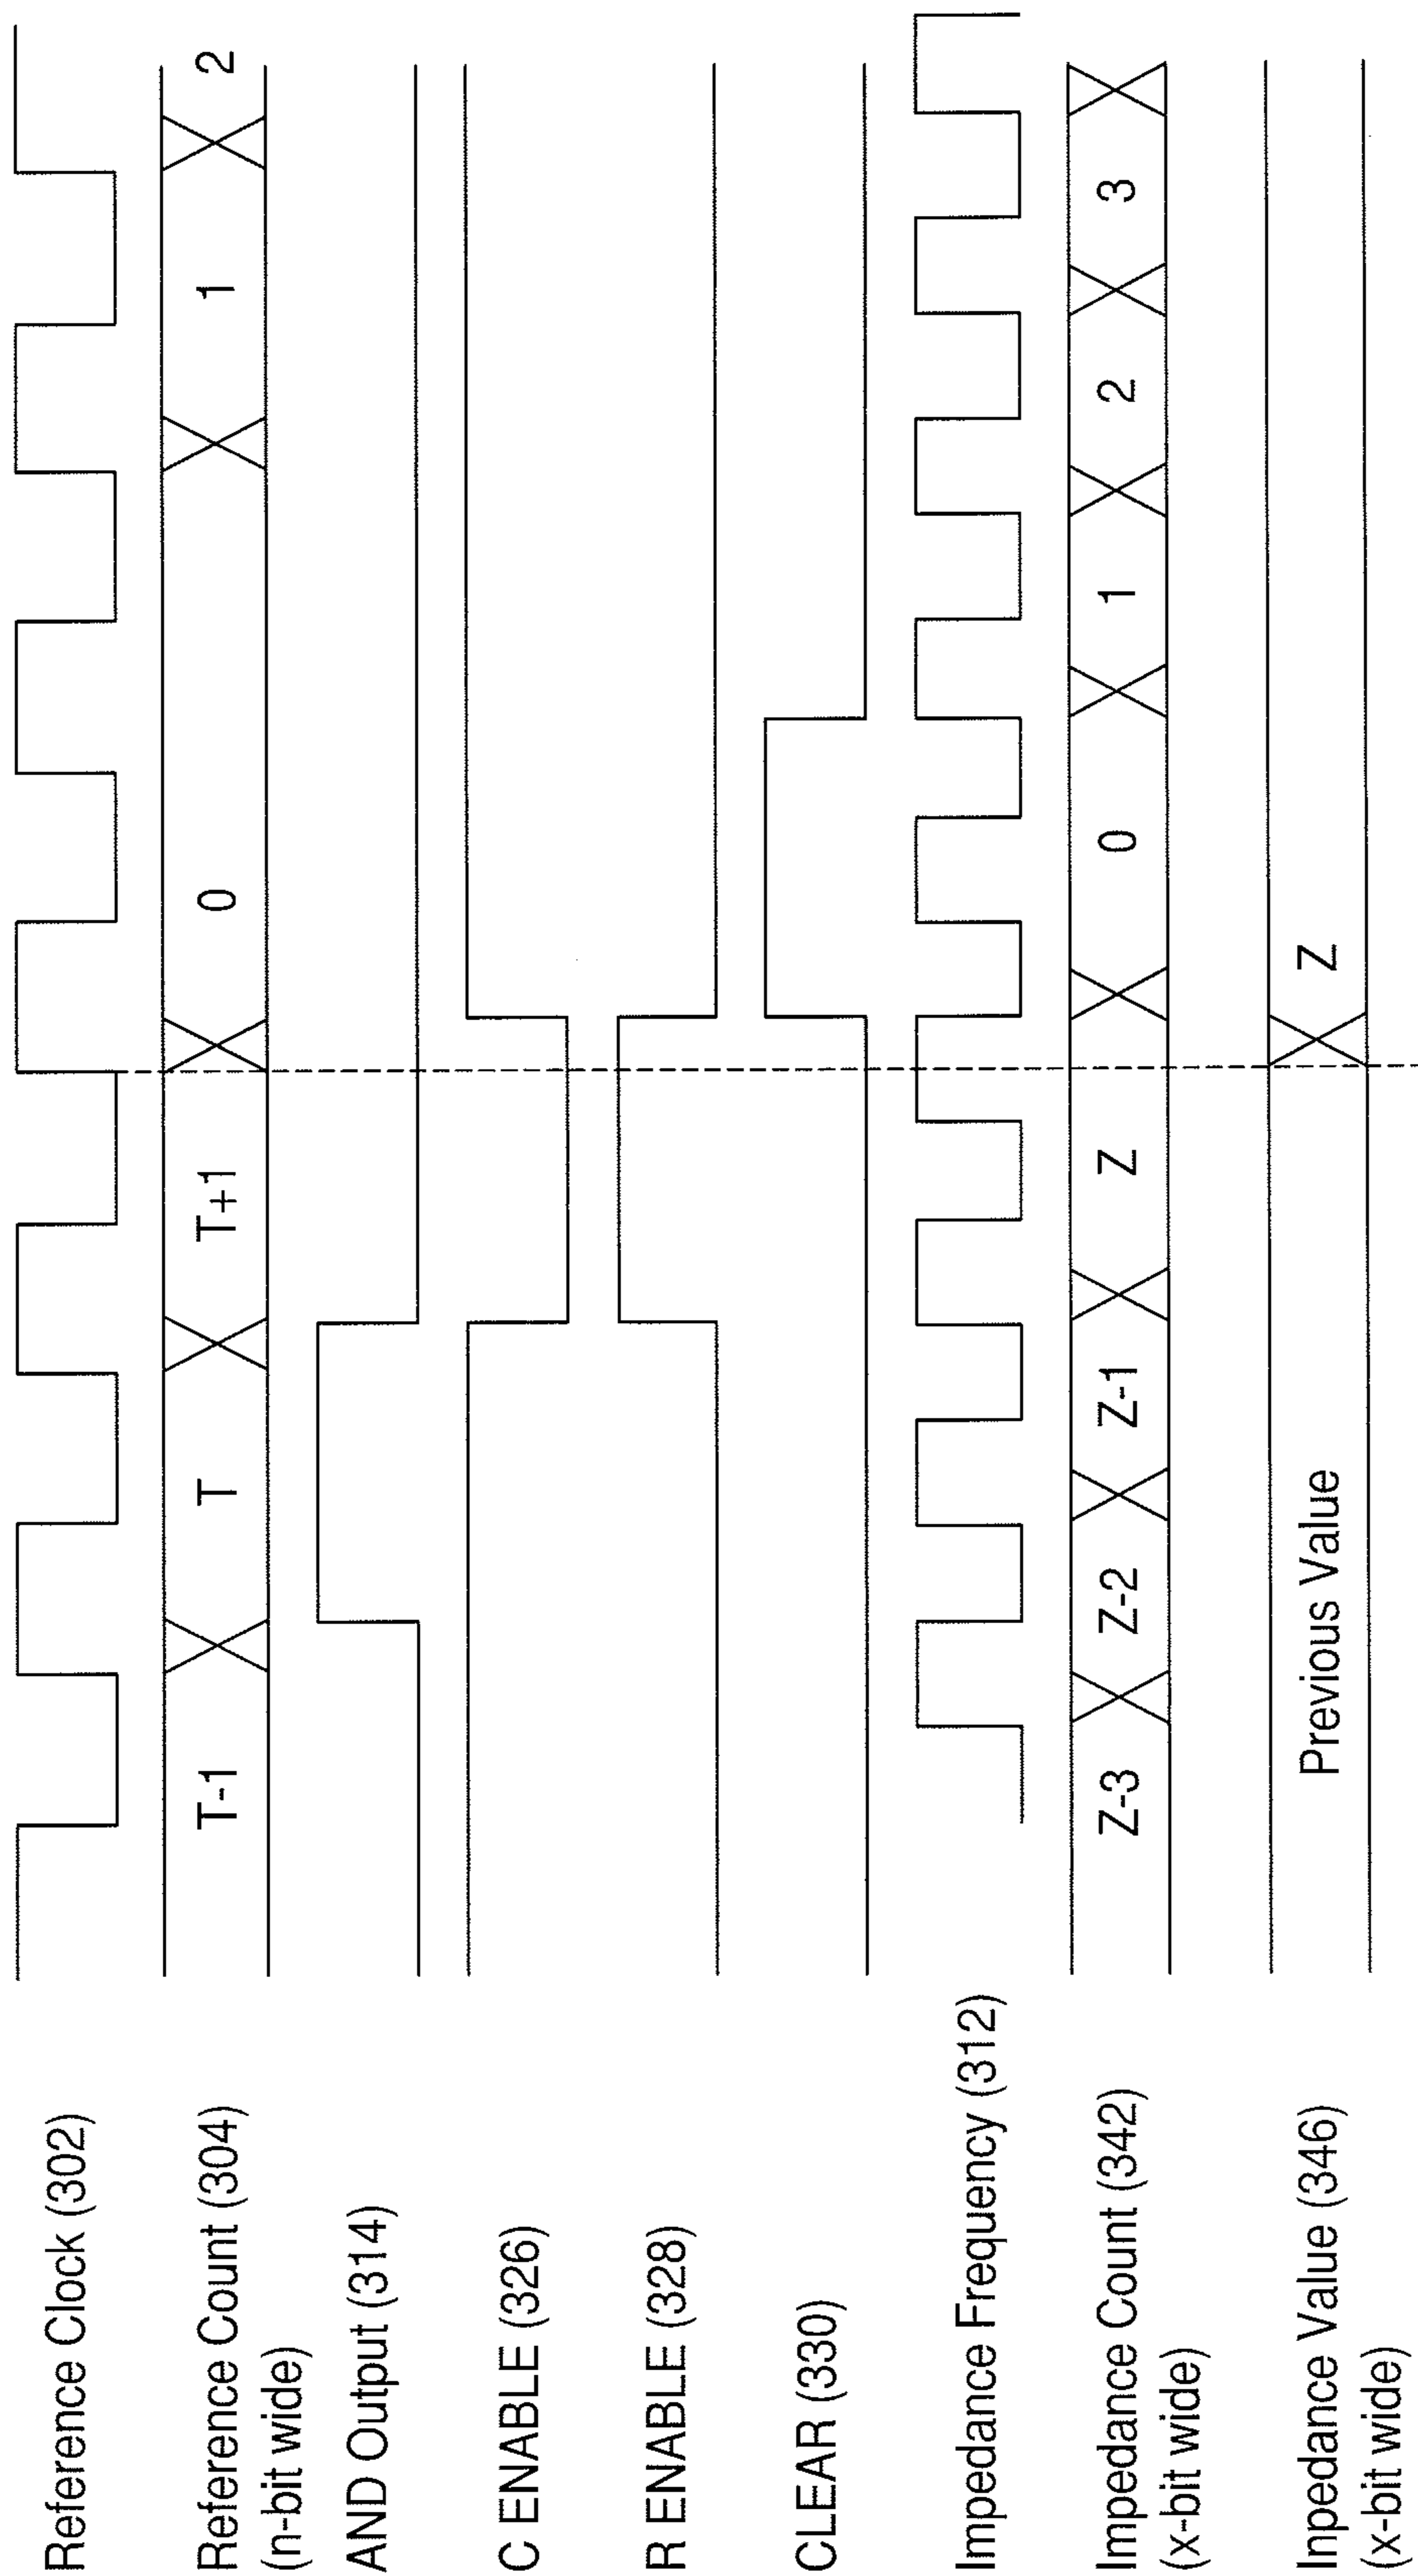 Reference Clock (302)
Reference Count (304)
(n-bit wide)
T-1 T T+1 0 1 2
AND Output (314)
C ENABLE (326)
R ENABLE (328)
CLEAR (330)
Impedance Frequency (312)
Impedance Count (342)
(x-bit wide)
Z-3 Z-2 Z-1 Z 0 1 2 3
Inpedance Value (346)
(x-bit wide)
Previous Value Z